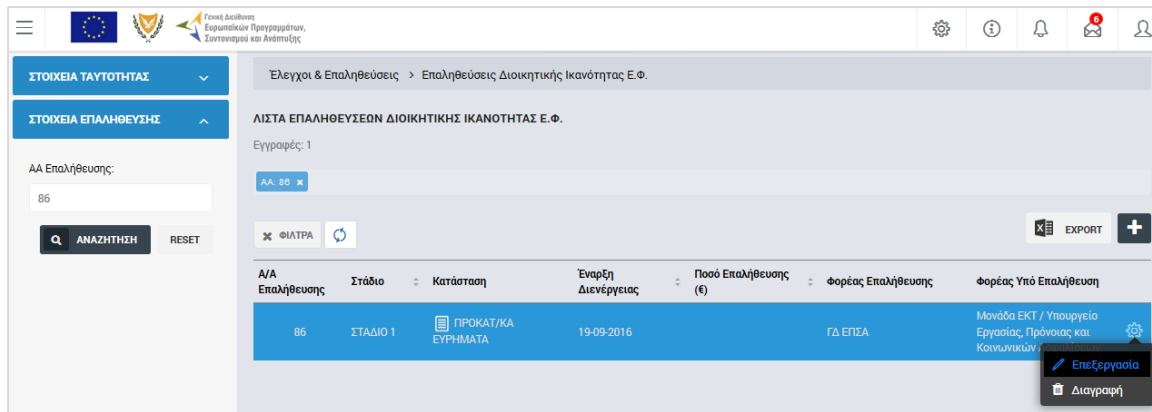 Γενική Διεύθυνση
Ευρωπαϊκών Προγραμμάτων,
Συντονισμού και Ανάπτυξης
6
ΣΤΟΙΧΕΙΑ ΤΑΥΤΟΤΗΤΑΣ
ΣΤΟΙΧΕΙΑ ΕΠΑΛΗΘΕΥΣΗΣ
ΑΑ Επαλήθευσης:
86
ΑΝΑΖΗΤΗΣΗ RESET
Έλεγχοι & Επαληθεύσεις > Επαληθεύσεις Διοικητικής Ικανότητας Ε.Φ.
ΛΙΣΤΑ ΕΠΑΛΗΘΕΥΣΕΩΝ ΔΙΟΙΚΗΤΙΚΗΣ ΙΚΑΝΟΤΗΤΑΣ Ε.Φ.
Εγγραφές: 1
ΑΑ: 86 x
ΦΙΛΤΡΑ
EXPORT
Α/Α Επαλήθευσης
Στάδιο
Κατάσταση
Έναρξη Διενέργειας
Ποσό Επαλήθευσης (€)
Φορέας Επαλήθευσης
Φορέας Υπό Επαλήθευση
86
ΣΤΑΔΙΟ 1
ΠΡΟΚΑΤ/ΚΑ
ΕΥΡΗΜΑΤΑ
19-09-2016
ΓΔ ΕΠΣΑ
Μονάδα ΕΚΤ / Υπουργείο
Εργασίας, Πρόνοιας και
Κοινωνικών
Επεξεργασία
Διαγραφή